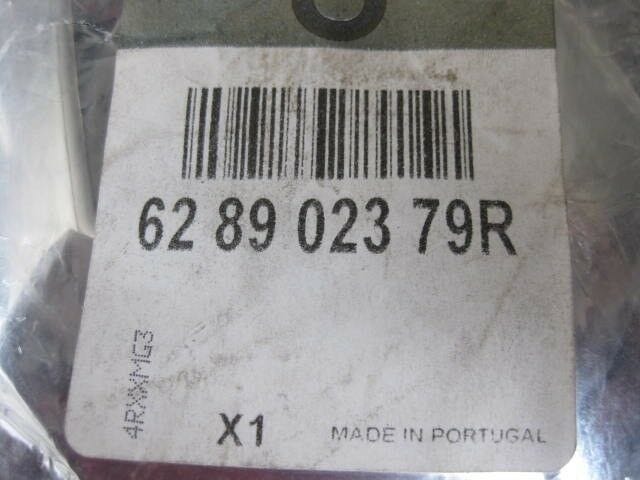 62 89 023 79R
4RXXMG3
X1
MADE IN PORTUGAL